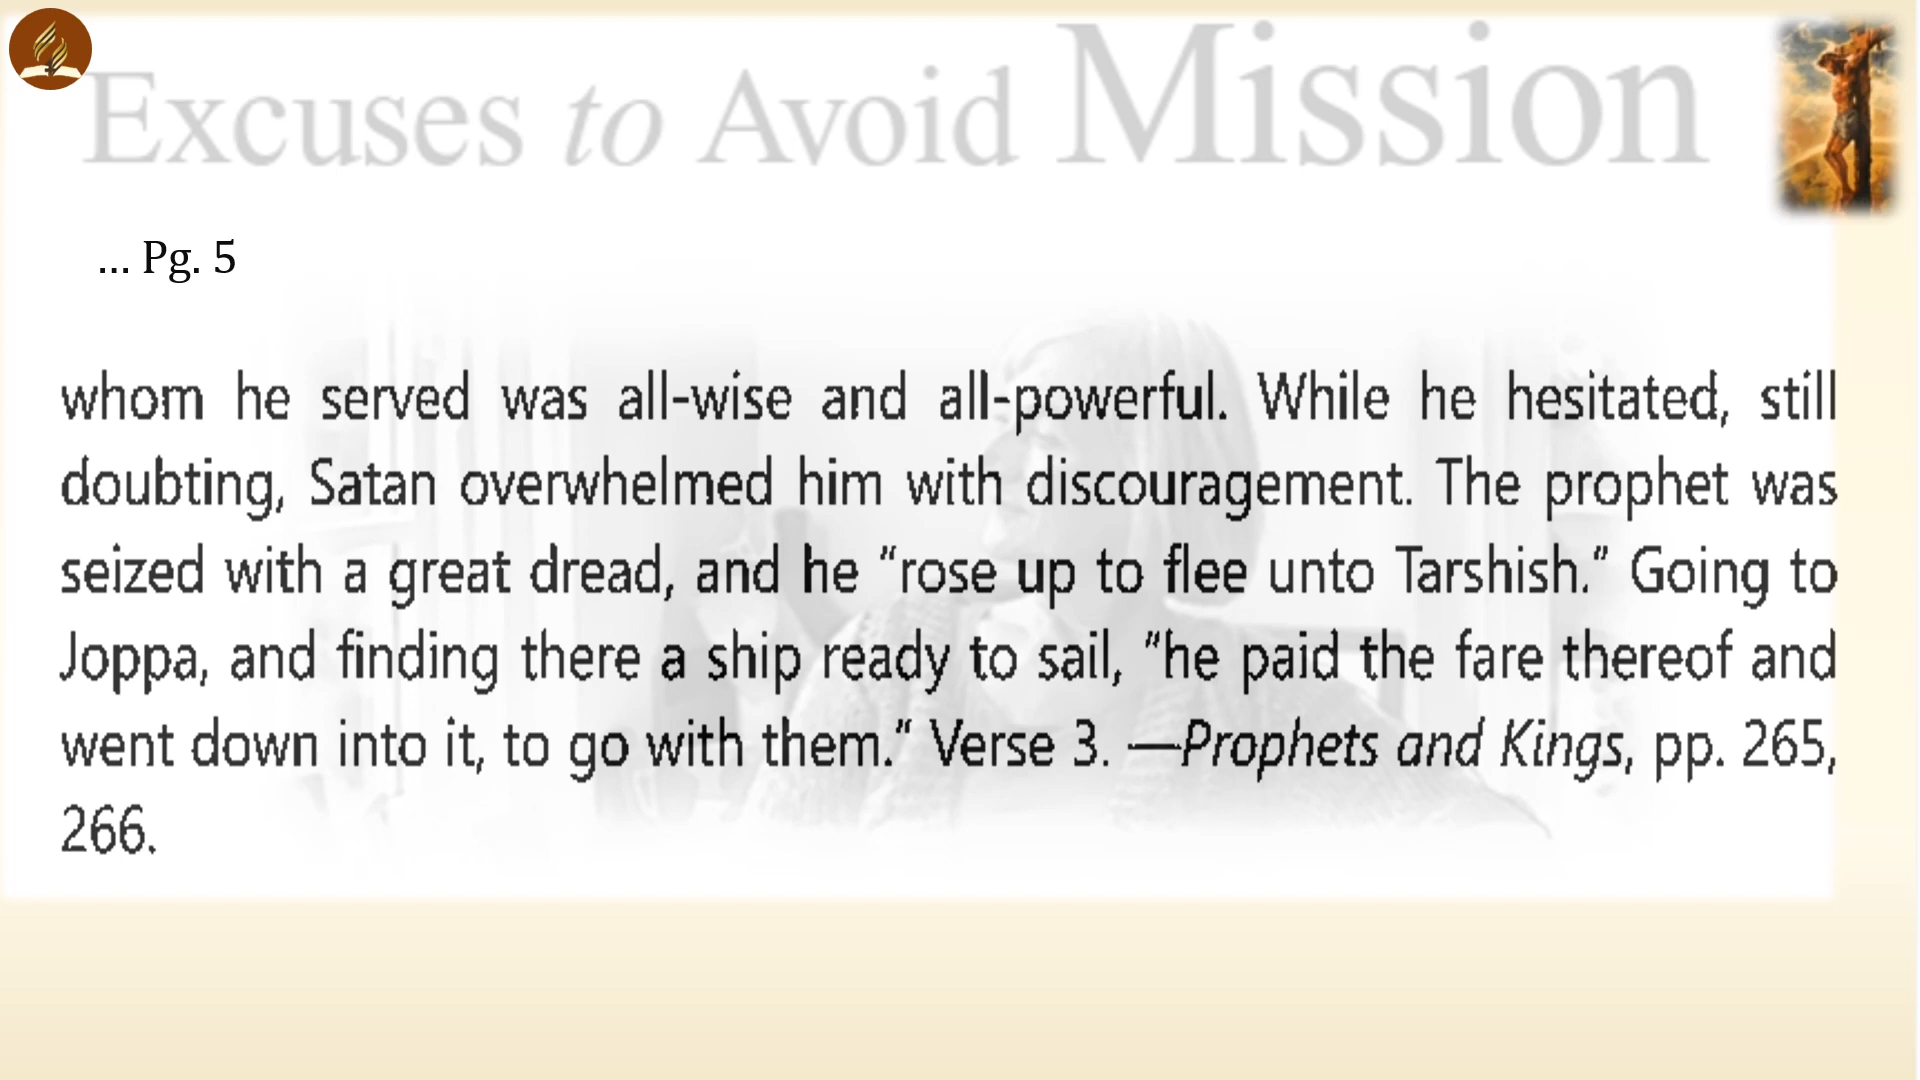 Excuses to Avoid Mission
... Pg. 5
whom he served was all-wise and all-powerful. While he hesitated, still
doubting, Satan overwhelmed him with discouragement. The prophet was
seized with a great dread, and he “rose up to flee unto Tarshish.” Going to
Joppa, and finding there a ship ready to sail, “he paid the fare thereof and
went down into it, to go with them.” Verse 3. —Prophets and Kings, pp. 265,
266.